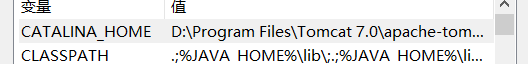 变量 值
CATALINA_HOME D:\Program Files\Tomcat 7.0\apache-tom...
CLASSPATH .;%JAVA_HOME%\lib\;.;%JAVA_HOME%\li...